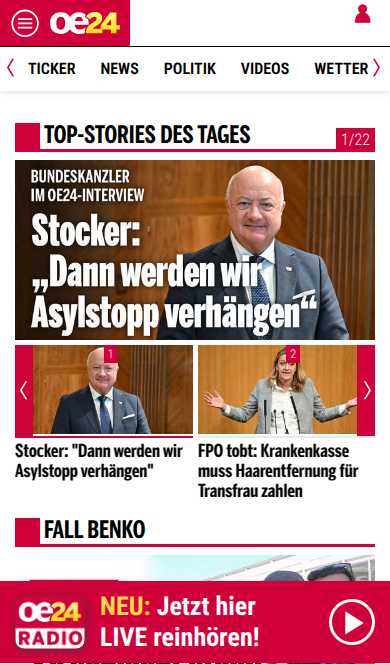 oe24
TICKER NEWS POLITIK VIDEOS WETTER
TOP-STORIES DES TAGES
1/22
BUNDESKANZLER
IM OE24-INTERVIEW
Stocker:
„Dann werden wir
Asylstopp verhängen“
1
2
Stocker: "Dann werden wir
Asylstopp verhängen"
FPO tobt: Krankenkasse
muss Haarentfernung für
Transfrau zahlen
FALL BENKO
oe24
RADIO
NEU: Jetzt hier
LIVE reinhören!